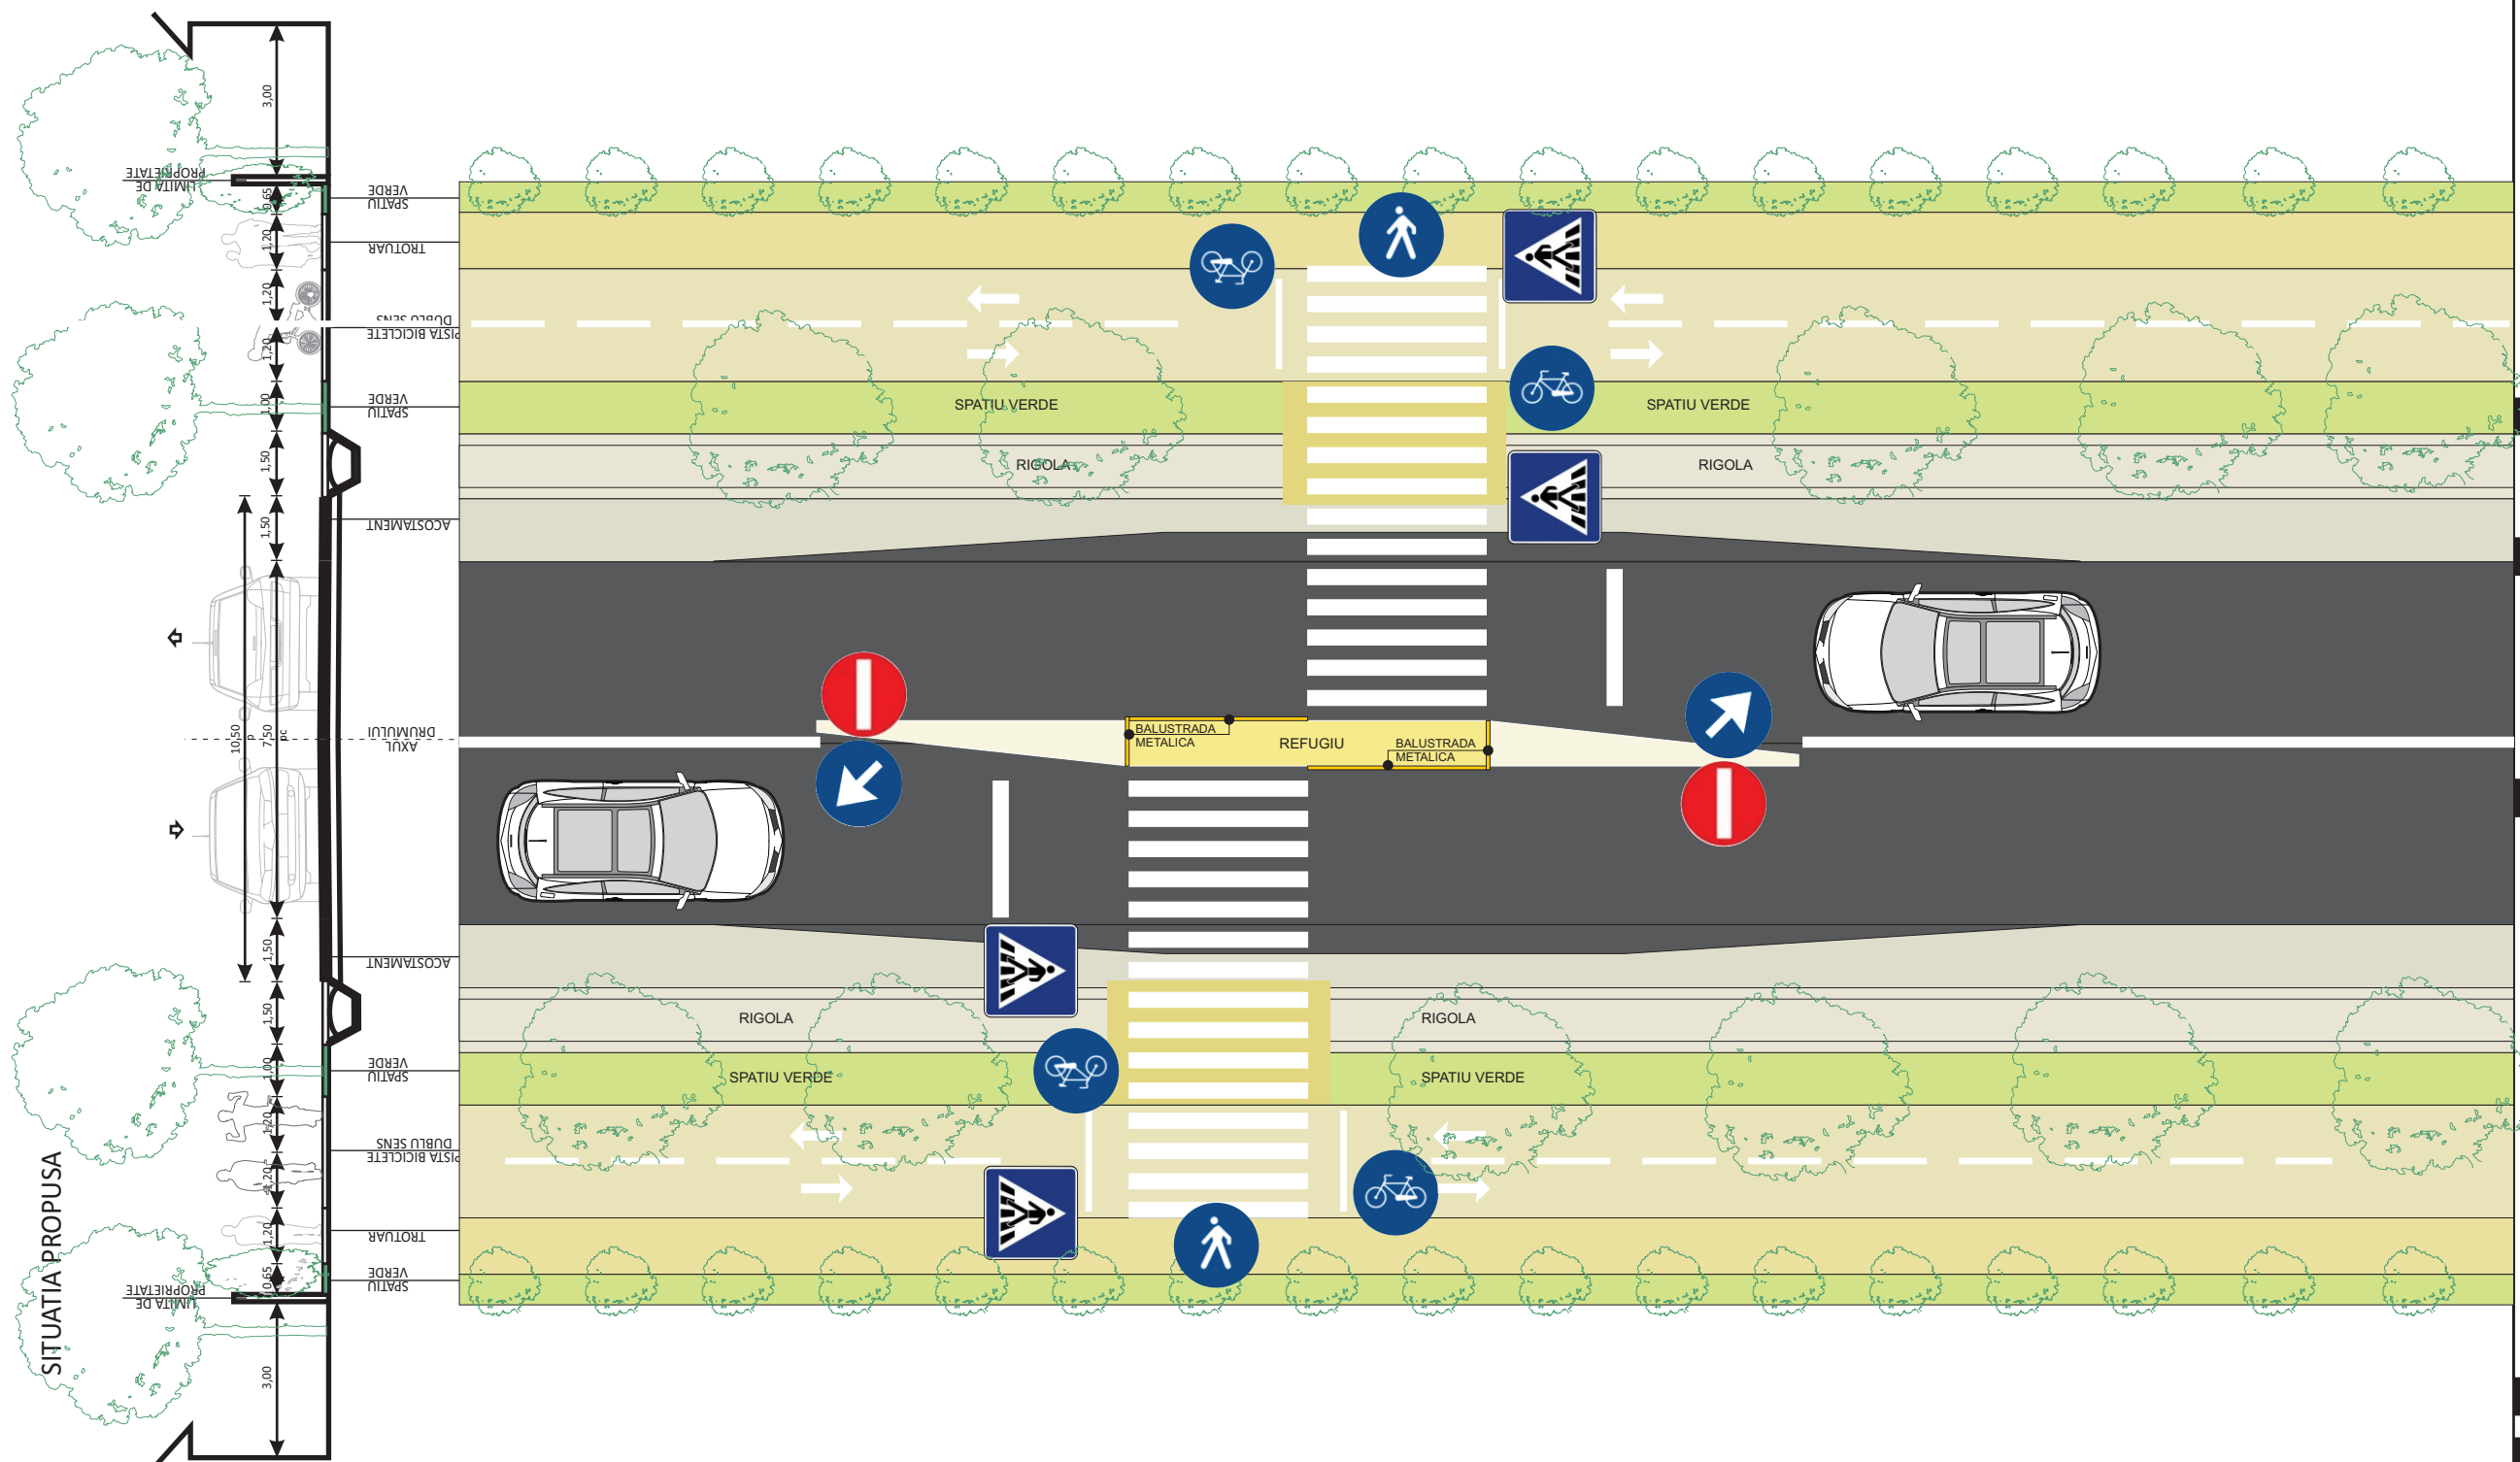 SITUATIA PROPUSA
3,00
LIMITA DE
PROPRIETATE
0,65
SPATIU
VERDE
1,20
TROTUAR
1,20
PISTA BICICLETE
DUBLU SENS
1,20
1,00
SPATIU
VERDE
SPATIU VERDE
SPATIU VERDE
1,50
RIGOLA
RIGOLA
1,50
ACOSTAMENT
10,50
p
7,50
pc
AXUL
DRUMULUI
BALUSTRADA
METALICA
REFUGIU
BALUSTRADA
METALICA
1,50
ACOSTAMENT
1,50
RIGOLA
RIGOLA
1,00
SPATIU
VERDE
SPATIU VERDE
SPATIU VERDE
1,20
PISTA BICICLETE
DUBLU SENS
1,20
1,20
TROTUAR
0,65
SPATIU
VERDE
LIMITA DE
PROPRIETATE
3,00